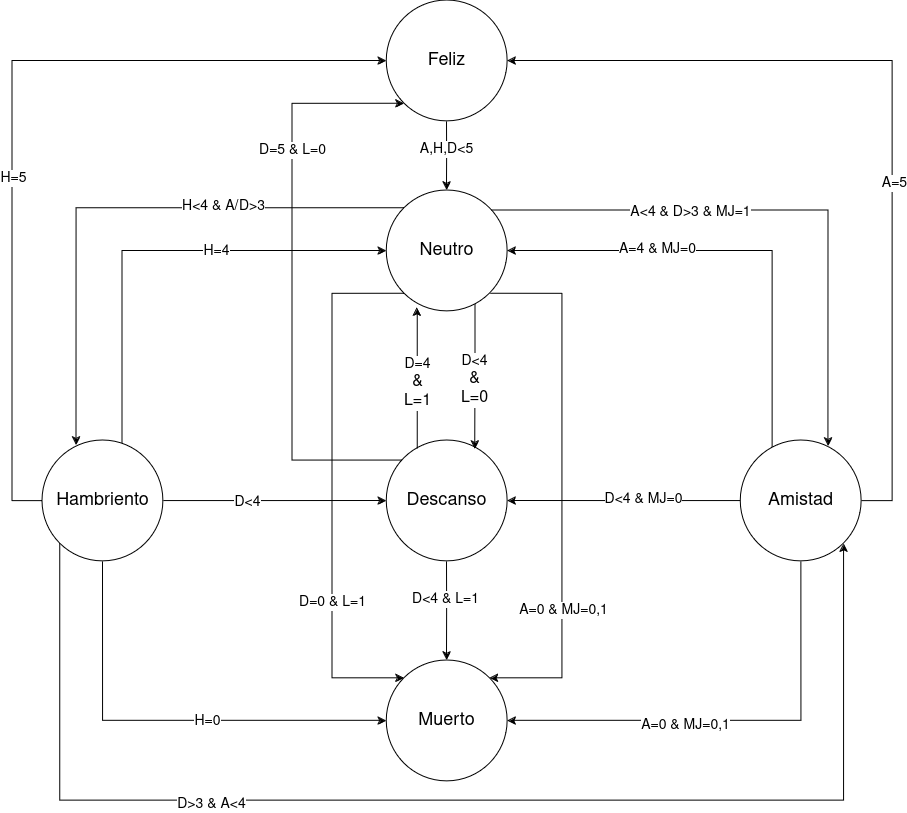 Feliz
D=5 & L=0
A,H,D<5
H=5
A=5
H<4 & A/D>3
A<4 & D>3 & MJ=1
Neutro
H=4
A=4 & MJ=0
D=4
&
L=1
D<4
&
L=0
Hambriento
D<4
Descanso
D<4 & MJ=0
Amistad
D=0 & L=1
D<4 & L=1
A=0 & MJ=0,1
H=0
Muerto
A=0 & MJ=0,1
D>3 & A<4